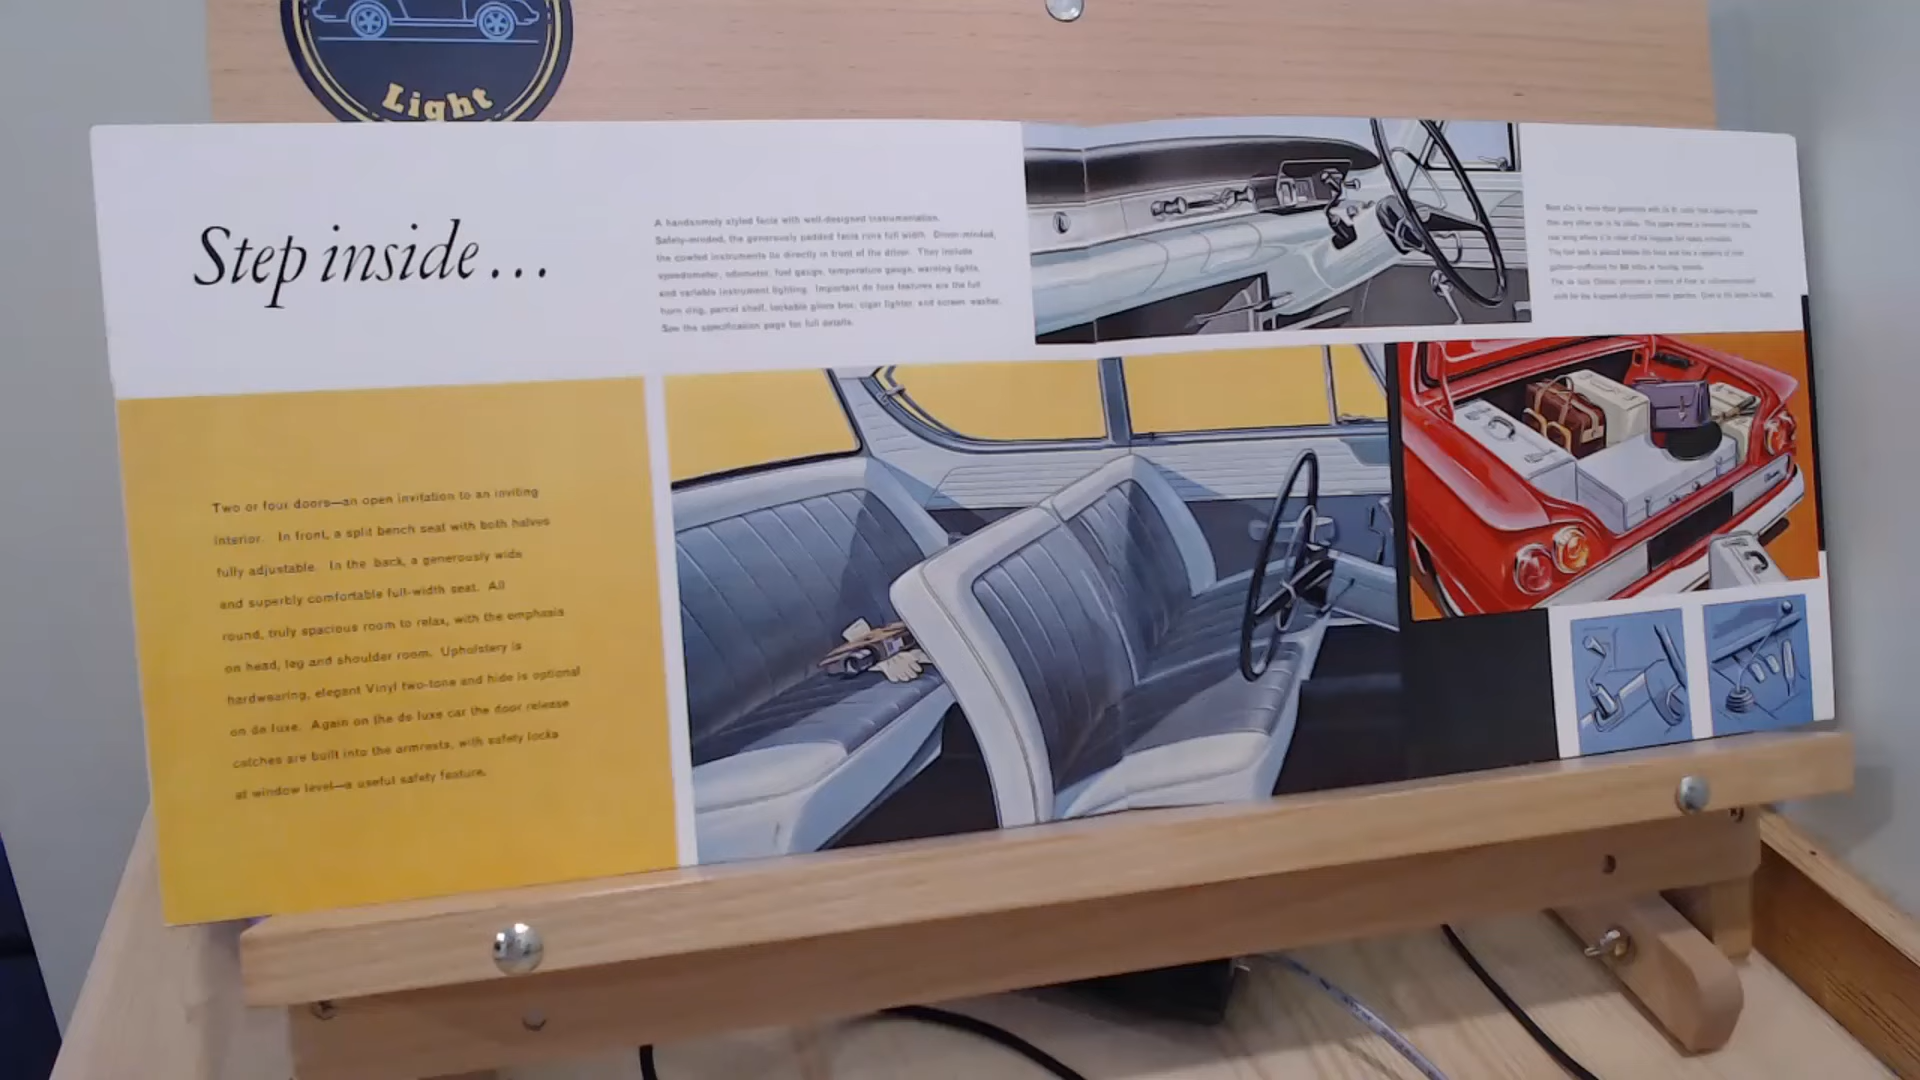 Light
Step inside...
A handsomely styled facia with well-designed instrumentation.
Safety-minded, the generously padded facia runs full width. Driver-minded,
the cowled instruments lie directly in front of the driver. They include
speedometer, odometer, fuel gauge, temperature gauge, warning lights,
and variable instrument lighting. Important de luxe features are the full
horn ring, parcel shelf, lockable glove box, cigar lighter, and screen washer.
See the specification page for full details.
Two or four doors—an open invitation to an inviting
interior. In front, a split bench seat with both halves
fully adjustable. In the back, a generously wide
and superbly comfortable full-width seat. All
round, truly spacious room to relax, with the emphasis
on head, leg and shoulder room. Upholstery is
hardwearing, elegant Vinyl two-tone and hide is optional
on de luxe. Again on the de luxe car the door release
catches are built into the armrests, with safety locks
at window level—a useful safety feature.